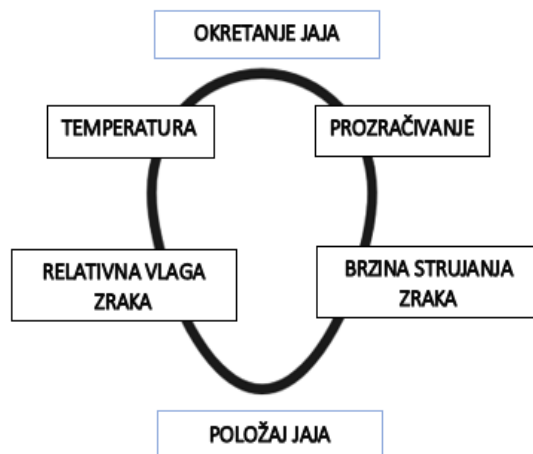 OKRETANJE JAJA
TEMPERATURA
PROZRAČIVANJE
RELATIVNA VLAGA
ZRAKA
BRZINA STRUJANJA
ZRAKA
POLOŽAJ JAJA